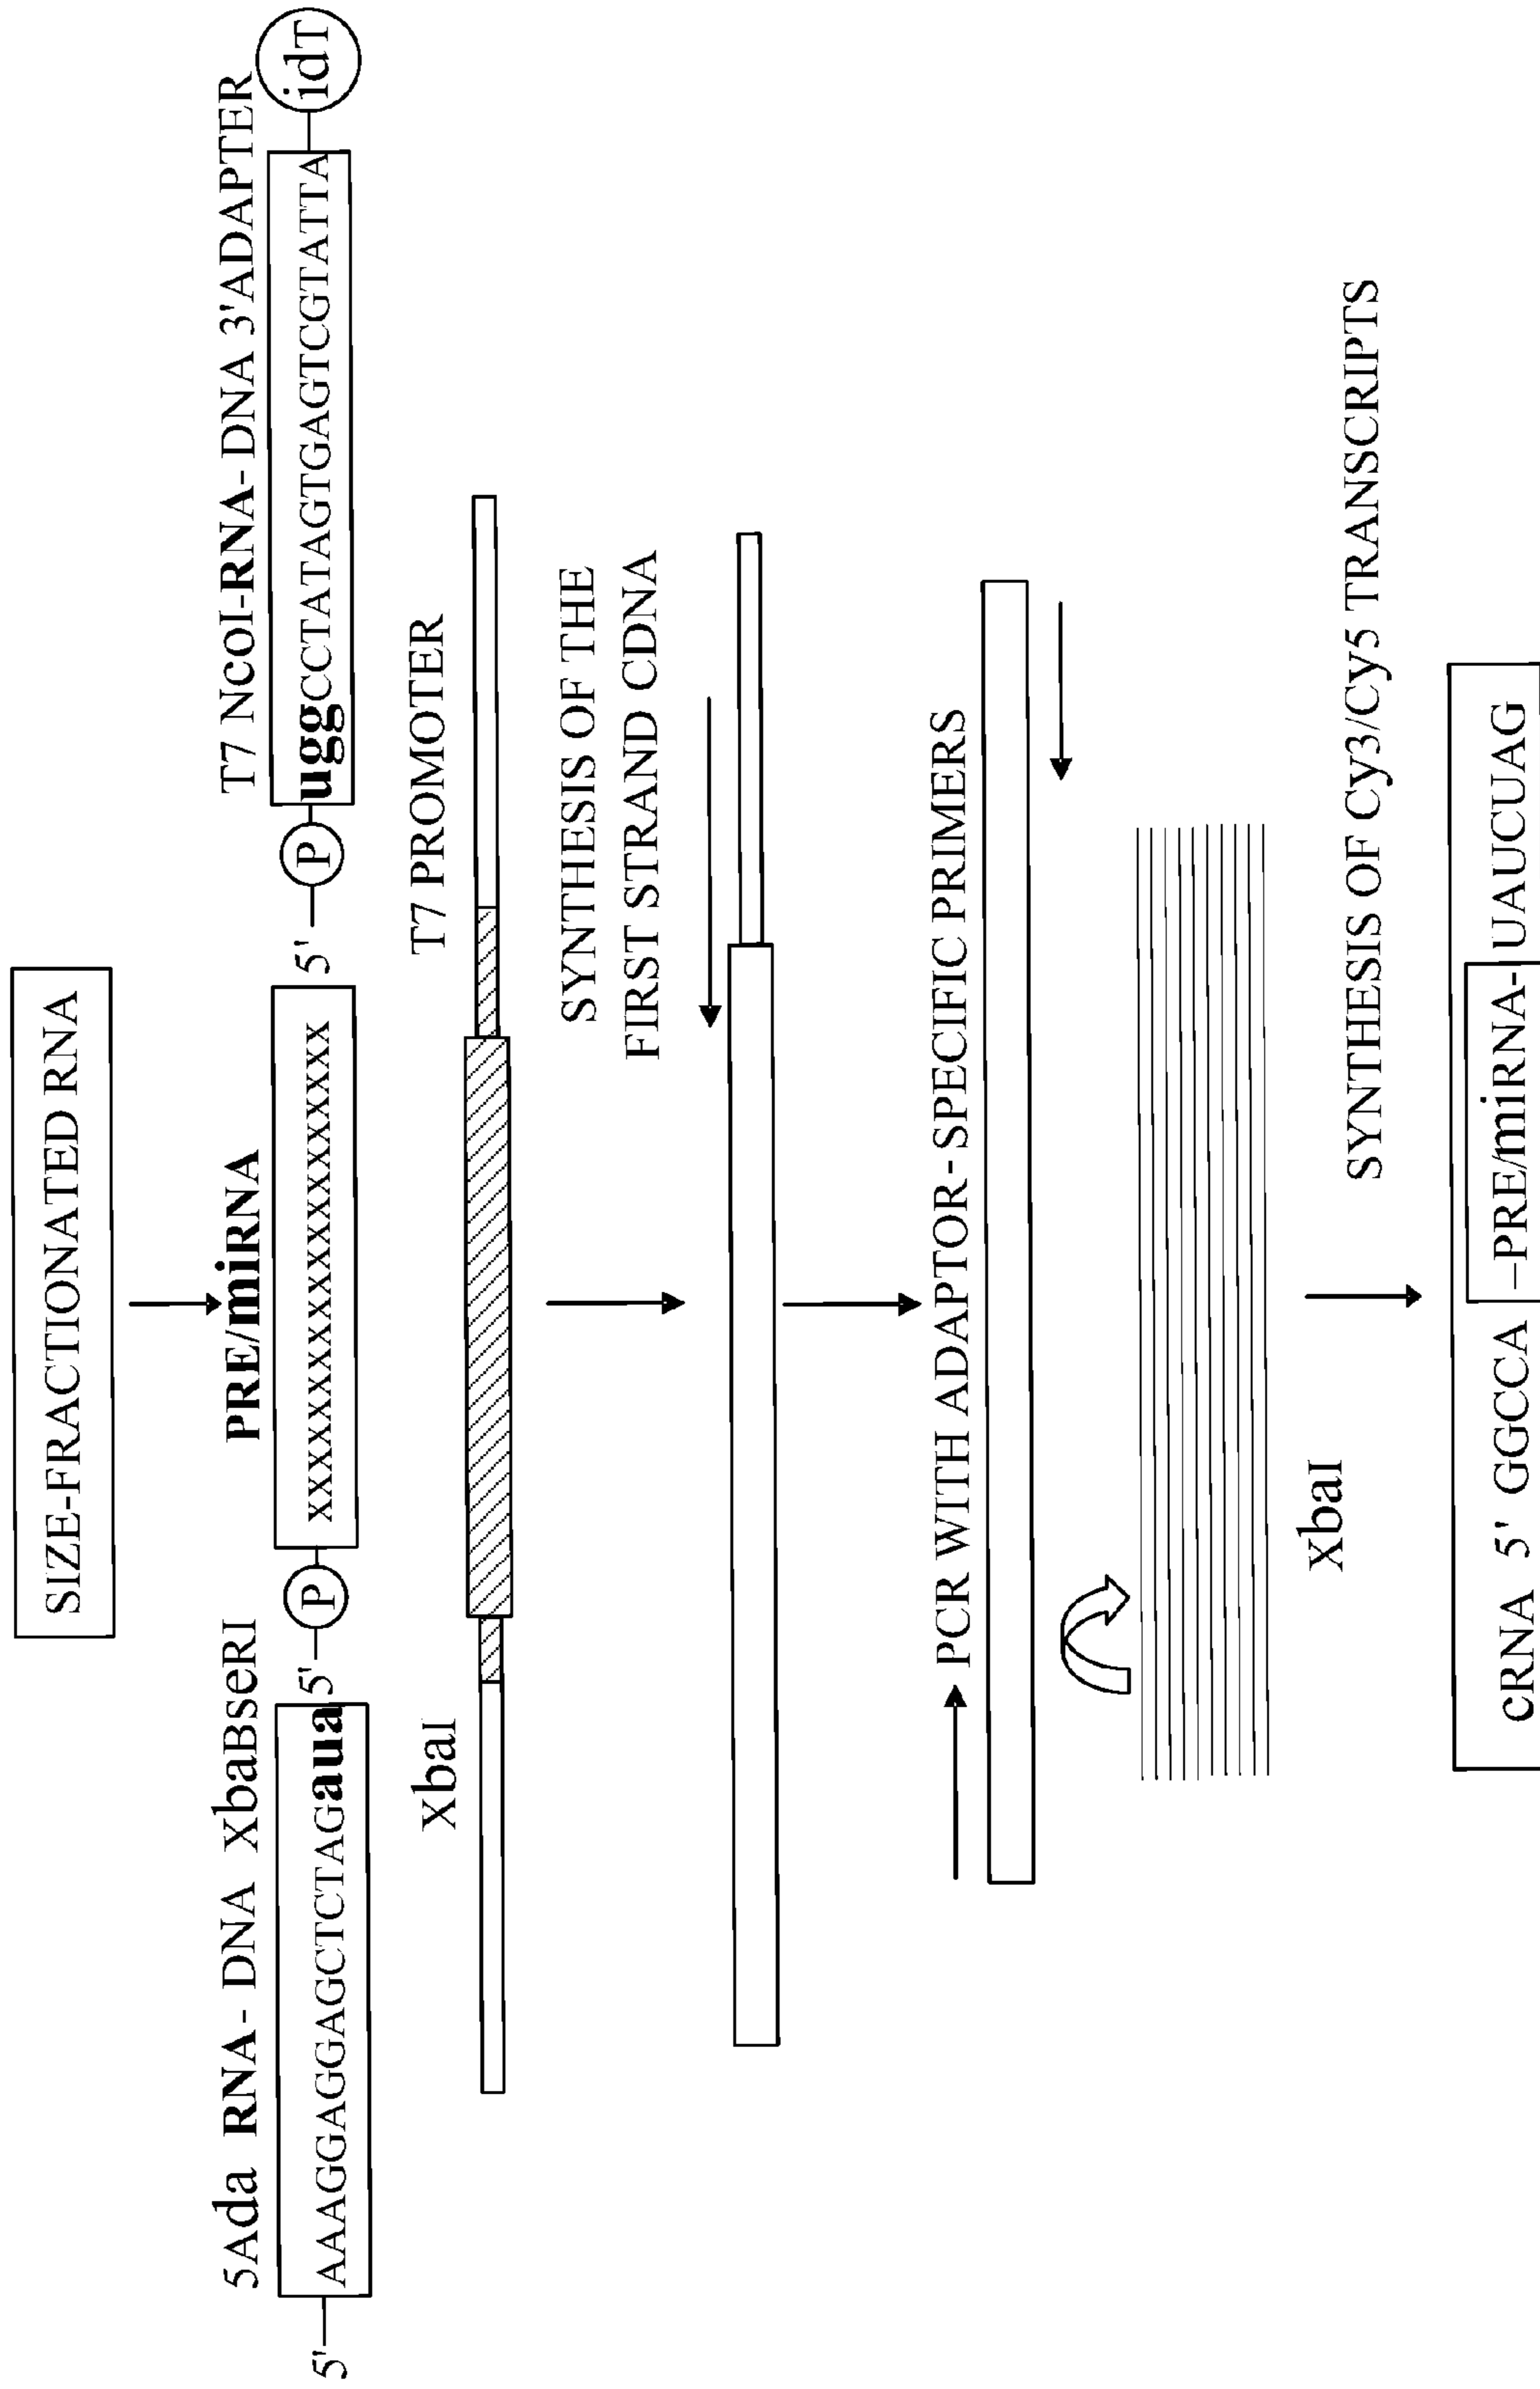 SIZE-FRACTIONATED RNA
5Ada RNA- DNA XbaBseRI
PRE/miRNA
T7 NcoI-RNA-DNA 3'ADAPTER
5' AAAGGAGGAGCTCTAGaua 5' P XXXXXXXXXXXXXXXXXXXX 5' P uggCCTATAGTGAGTCGTATTA idT
XbaI
T7 PROMOTER
SYNTHESIS OF THE
FIRST STRAND CDNA
PCR WITH ADAPTOR-SPECIFIC PRIMERS
XbaI
SYNTHESIS OF Cy3/Cy5 TRANSCRIPTS
cRNA 5' GGCCA –PRE/miRNA- UAUCUAG